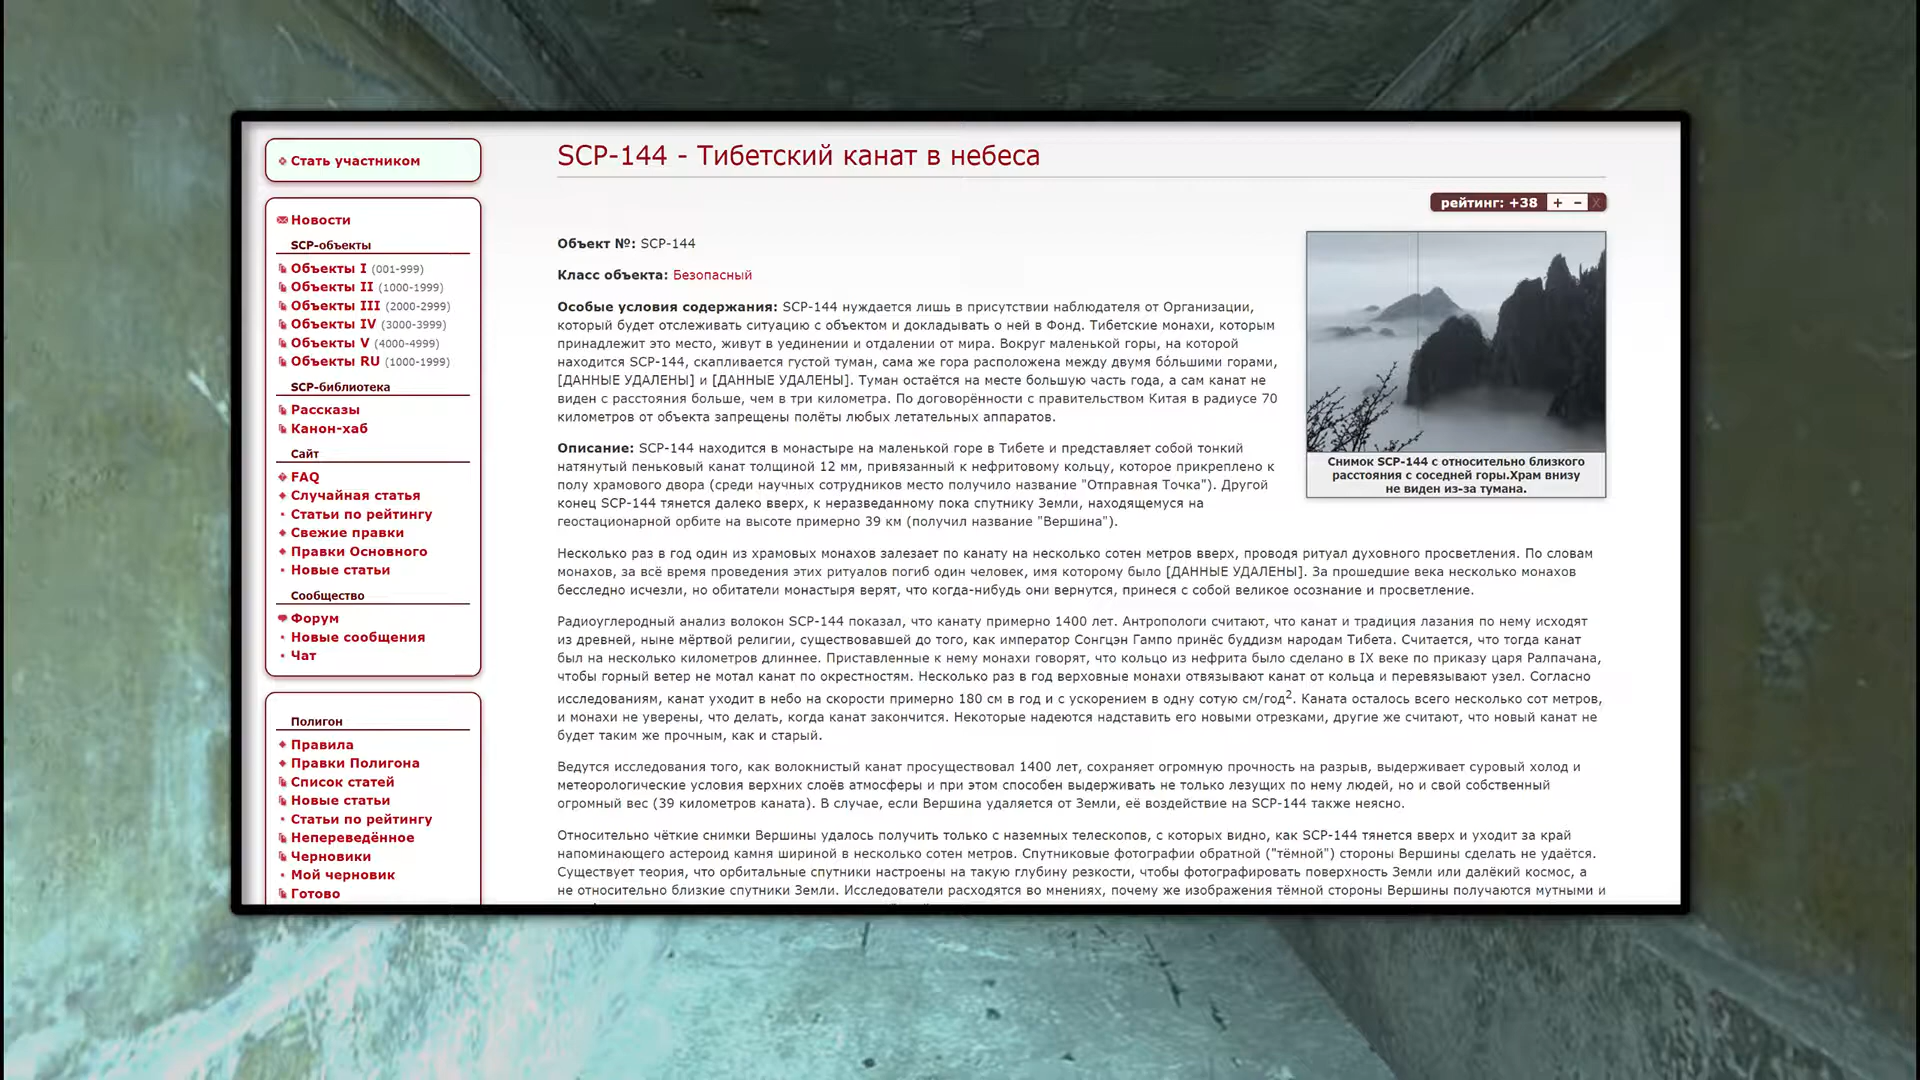 Стать участником
Новости
SCP-объекты
Объекты I (001-999)
Объекты II (1000-1999)
Объекты III (2000-2999)
Объекты IV (3000-3999)
Объекты V (4000-4999)
Объекты RU (1000-1999)
SCP-библиотека
Рассказы
Канон-хаб
Сайт
FAQ
Случайная статья
Статьи по рейтингу
Свежие правки
Правки Основного
Новые статьи
Сообщество
Форум
Новые сообщения
Чат
Полигон
Правила
Правки Полигона
Список статей
Новые статьи
Статьи по рейтингу
Непереведённое
Черновики
Мой черновик
Готово
SCP-144 - Тибетский канат в небеса
рейтинг: +38 + − X
Объект №: SCP-144
Класс объекта: Безопасный
Особые условия содержания: SCP-144 нуждается лишь в присутствии наблюдателя от Организации,
который будет отслеживать ситуацию с объектом и докладывать о ней в Фонд. Тибетские монахи, которым
принадлежит это место, живут в уединении и отдалении от мира. Вокруг маленькой горы, на которой
находится SCP-144, скапливается густой туман, сама же гора расположена между двумя бо́льшими горами,
[ДАННЫЕ УДАЛЕНЫ] и [ДАННЫЕ УДАЛЕНЫ]. Туман остаётся на месте большую часть года, а сам канат не
виден с расстояния больше, чем в три километра. По договорённости с правительством Китая в радиусе 70
километров от объекта запрещены полёты любых летательных аппаратов.
Снимок SCP-144 с относительно близкого
расстояния с соседней горы.Храм внизу
не виден из-за тумана.
Описание: SCP-144 находится в монастыре на маленькой горе в Тибете и представляет собой тонкий
натянутый пеньковый канат толщиной 12 мм, привязанный к нефритовому кольцу, которое прикреплено к
полу храмового двора (среди научных сотрудников место получило название "Отправная Точка"). Другой
конец SCP-144 тянется далеко вверх, к неразведанному пока спутнику Земли, находящемуся на
геостационарной орбите на высоте примерно 39 км (получил название "Вершина").
Несколько раз в год один из храмовых монахов залезает по канату на несколько сотен метров вверх, проводя ритуал духовного просветления. По словам
монахов, за всё время проведения этих ритуалов погиб один человек, имя которому было [ДАННЫЕ УДАЛЕНЫ]. За прошедшие века несколько монахов
бесследно исчезли, но обитатели монастыря верят, что когда-нибудь они вернутся, принеся с собой великое осознание и просветление.
Радиоуглеродный анализ волокон SCP-144 показал, что канату примерно 1400 лет. Антропологи считают, что канат и традиция лазания по нему исходят
из древней, ныне мёртвой религии, существовавшей до того, как император Сонгцэн Гампо принёс буддизм народам Тибета. Считается, что тогда канат
был на несколько километров длиннее. Приставленные к нему монахи говорят, что кольцо из нефрита было сделано в IX веке по приказу царя Ралпачана,
чтобы горный ветер не мотал канат по окрестностям. Несколько раз в год верховные монахи отвязывают канат от кольца и перевязывают узел. Согласно
исследованиям, канат уходит в небо на скорости примерно 180 см в год и с ускорением в одну сотую см/год². Каната осталось всего несколько сот метров,
и монахи не уверены, что делать, когда канат закончится. Некоторые надеются надставить его новыми отрезками, другие же считают, что новый канат не
будет таким же прочным, как и старый.
Ведутся исследования того, как волокнистый канат просуществовал 1400 лет, сохраняет огромную прочность на разрыв, выдерживает суровый холод и
метеорологические условия верхних слоёв атмосферы и при этом способен выдерживать не только лезущих по нему людей, но и свой собственный
огромный вес (39 километров каната). В случае, если Вершина удаляется от Земли, её воздействие на SCP-144 также неясно.
Относительно чёткие снимки Вершины удалось получить только с наземных телескопов, с которых видно, как SCP-144 тянется вверх и уходит за край
напоминающего астероид камня шириной в несколько сотен метров. Спутниковые фотографии обратной ("тёмной") стороны Вершины сделать не удаётся.
Существует теория, что орбитальные спутники настроены на такую глубину резкости, чтобы фотографировать поверхность Земли или далёкий космос, а
не относительно близкие спутники Земли. Исследователи расходятся во мнениях, почему же изображения тёмной стороны Вершины получаются мутными и